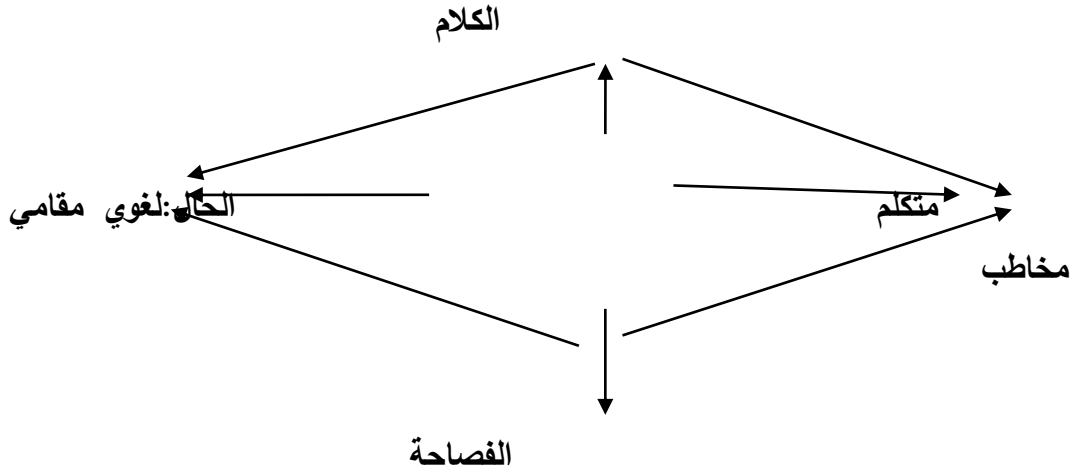 الكلام
متكلم
الحال:لغوي مقامي
مخاطب
الفصاحة